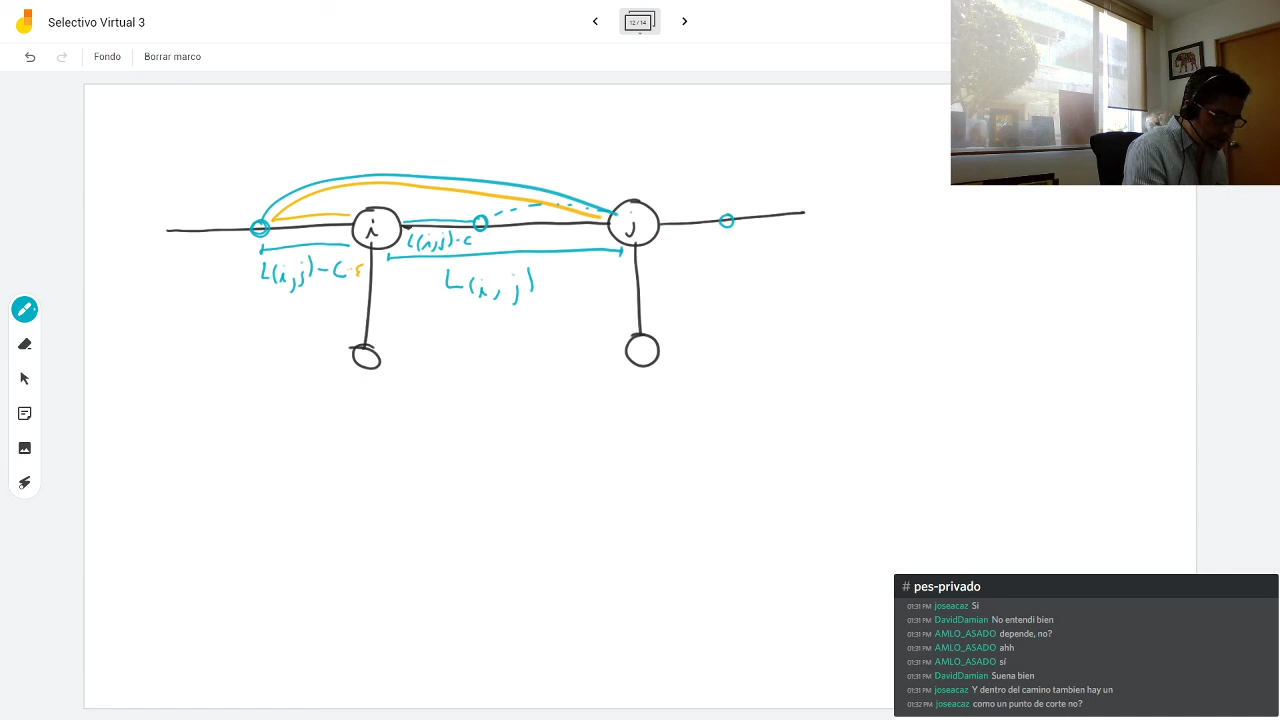 Selectivo Virtual 3
12 / 14
Fondo
Borrar marco
i
j
L(i,j)-c
L(i,j)-c-ε
L(i,j)
# pes-privado
01:31 PM joseacaz Si
01:31 PM DavidDamian No entendi bien
01:31 PM AMLO_ASADO depende, no?
01:31 PM AMLO_ASADO ahh
01:31 PM AMLO_ASADO sí
01:31 PM DavidDamian Suena bien
01:31 PM joseacaz Y dentro del camino tambien hay un
01:32 PM joseacaz como un punto de corte no?